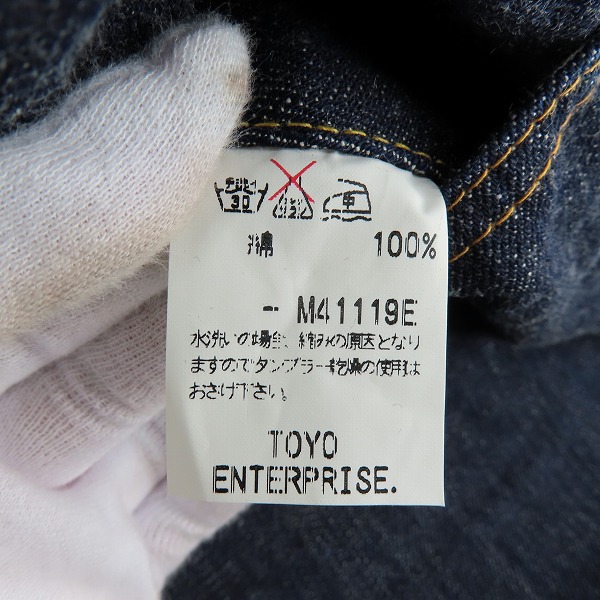 30
中
綿 100%
- M41119E
水洗いの場合、縮みの原因となり
ますのでタンブラー乾燥の使用は
おさけ下さい。
TOYO
ENTERPRISE.